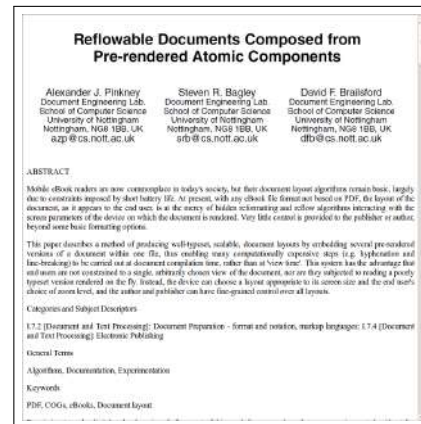 Reflowable Documents Composed from
Pre-rendered Atomic Components
Alexander J. Pinkney Steven R. Bagley David F. Brailsford
Document Engineering Lab. Document Engineering Lab. Document Engineering Lab.
School of Computer Science School of Computer Science School of Computer Science
University of Nottingham University of Nottingham University of Nottingham
Nottingham, NG8 1BB, UK Nottingham, NG8 1BB, UK Nottingham, NG8 1BB, UK
azp@cs.nott.ac.uk srb@cs.nott.ac.uk dfb@cs.nott.ac.uk
ABSTRACT
Mobile eBook readers are now commonplace in today's society, but their document layout algorithms remain basic, largely
due to constraints imposed by short battery life. At present, with any eBook file format not based on PDF, the layout of the
document, as it appears to the end user, is at the mercy of hidden reformatting and reflow algorithms interacting with the
screen parameters of the device on which the document is rendered. Very little control is provided to the publisher or author,
beyond some basic formatting options.
This paper describes a method of producing well-typeset, scalable, document layouts by embedding several pre-rendered
versions of a document within one file, thus enabling many computationally expensive steps (e.g. hyphenation and
line-breaking) to be carried out at document compilation time, rather than at 'view time'. This system has the advantage that
end users are not constrained to a single, arbitrarily chosen view of the document, nor are they subjected to reading a poorly
typeset version rendered on the fly. Instead, the device can choose a layout appropriate to its screen size and the end user's
choice of zoom level, and the author and publisher can have fine-grained control over all layouts.
Categories and Subject Descriptors
I.7.2 [Document and Text Processing]: Document Preparation - format and notation, markup languages; I.7.4 [Document
and Text Processing]: Electronic Publishing
General Terms
Algorithms, Documentation, Experimentation
Keywords
PDF, COGs, eBooks, Document layout